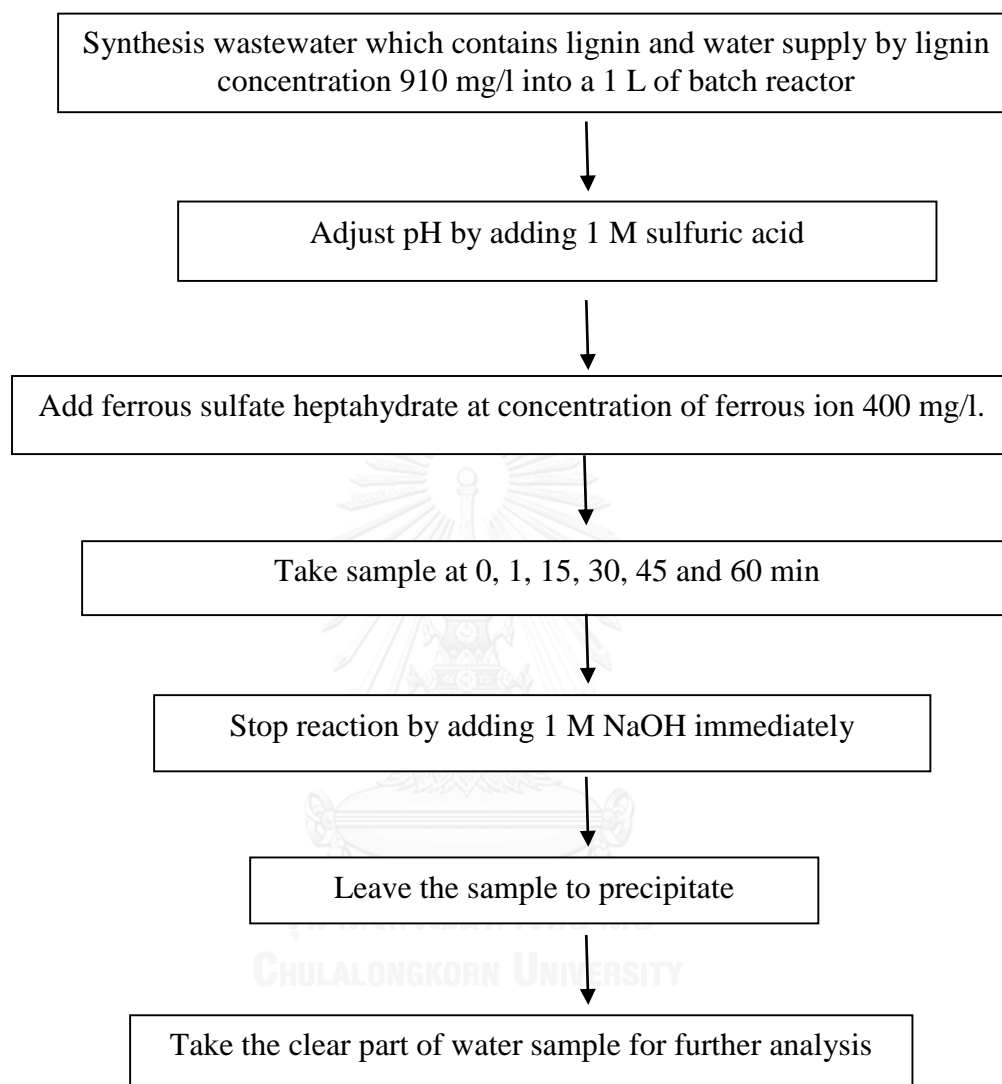 Synthesis wastewater which contains lignin and water supply by lignin
concentration 910 mg/l into a 1 L of batch reactor
Adjust pH by adding 1 M sulfuric acid
Add ferrous sulfate heptahydrate at concentration of ferrous ion 400 mg/l.
Take sample at 0, 1, 15, 30, 45 and 60 min
Stop reaction by adding 1 M NaOH immediately
Leave the sample to precipitate
CHULALONGKORN UNIVERSITY
Take the clear part of water sample for further analysis